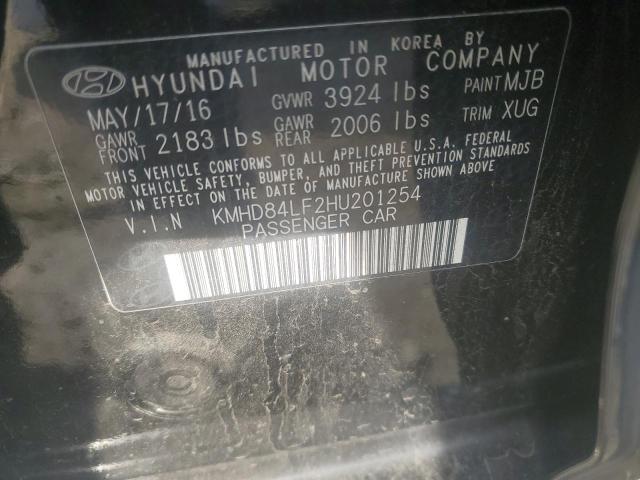 MANUFACTURED IN KOREA BY
HYUNDAI MOTOR COMPANY
MAY/17/16 GVWR 3924 lbs PAINT MJB
GAWR FRONT 2183 lbs GAWR REAR 2006 lbs TRIM XUG
THIS VEHICLE CONFORMS TO ALL APPLICABLE U.S.A. FEDERAL
MOTOR VEHICLE SAFETY, BUMPER, AND THEFT PREVENTION STANDARDS
IN EFFECT ON THE DATE OF MANUFACTURE SHOWN ABOVE
V.I.N KMHD84LF2HU201254
PASSENGER CAR